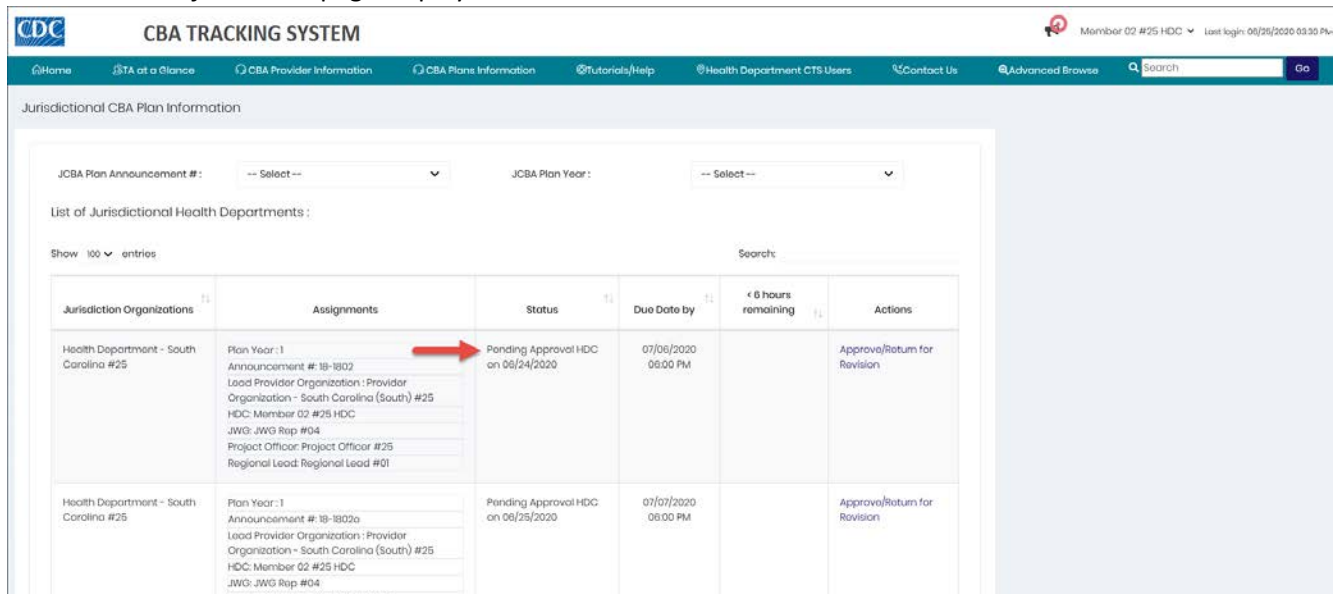 CDC
CBA TRACKING SYSTEM
Member 02 #25 HDC Last login: 06/25/2020 03:30 PM
Home TA at a Glance CBA Provider Information CBA Plans Information Tutorials/Help Health Department CTS Users Contact Us Advanced Browse Search Go
Jurisdictional CBA Plan Information
JCBA Plan Announcement # : -- Select -- JCBA Plan Year : -- Select --
List of Jurisdictional Health Departments :
Show 100 entries Search:
Jurisdiction Organizations Assignments Status Due Date by < 6 hours remaining Actions
Health Department - South Carolina #25
Plan Year : 1
Announcement #: 18-1802
Lead Provider Organization : Provider
Organization - South Carolina (South) #25
HDC: Member 02 #25 HDC
JWG: JWG Rep #04
Project Officer: Project Officer #25
Regional Lead: Regional Lead #01
Pending Approval HDC
on 06/24/2020
07/06/2020
06:00 PM
Approve/Return for
Revision
Health Department - South
Carolina #25
Plan Year : 1
Announcement #: 18-1802a
Lead Provider Organization : Provider
Organization - South Carolina (South) #25
HDC: Member 02 #25 HDC
JWG: JWG Rep #04
Pending Approval HDC
on 06/25/2020
07/07/2020
06:00 PM
Approve/Return for
Revision